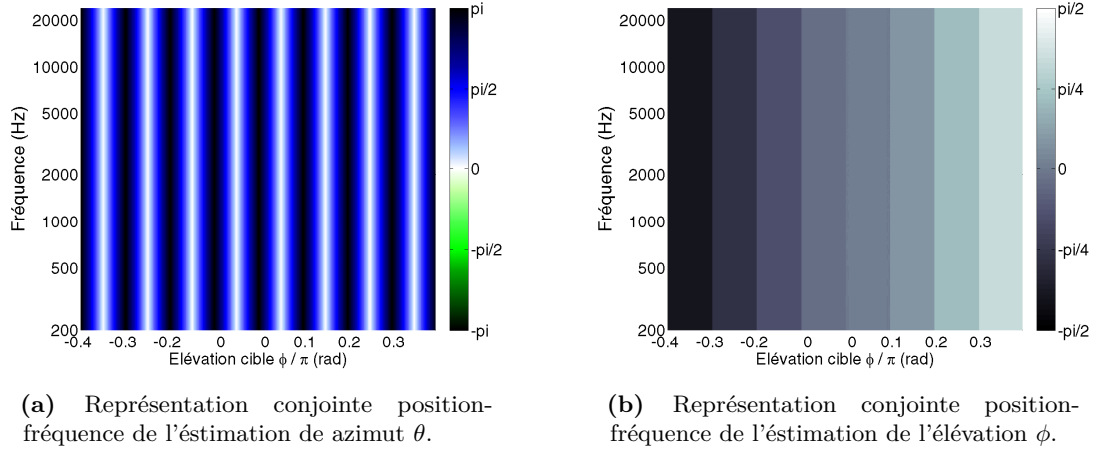 20000
10000
5000
2000
1000
500
200
Fréquence (Hz)
-0.4 -0.3 -0.2 0 0 0.1 0.2 0.3
Elévation cible ϕ / π (rad)
pi
pi/2
0
-pi/2
-pi
20000
10000
5000
2000
1000
500
200
Fréquence (Hz)
-0.4 -0.3 -0.2 0 0 0.1 0.2 0.3
Elévation cible ϕ / π (rad)
pi/2
pi/4
0
-pi/4
-pi/2
(a) Représentation conjointe position-
fréquence de l'éstimation de azimut θ.
(b) Représentation conjointe position-
fréquence de l'éstimation de l'élévation ϕ.